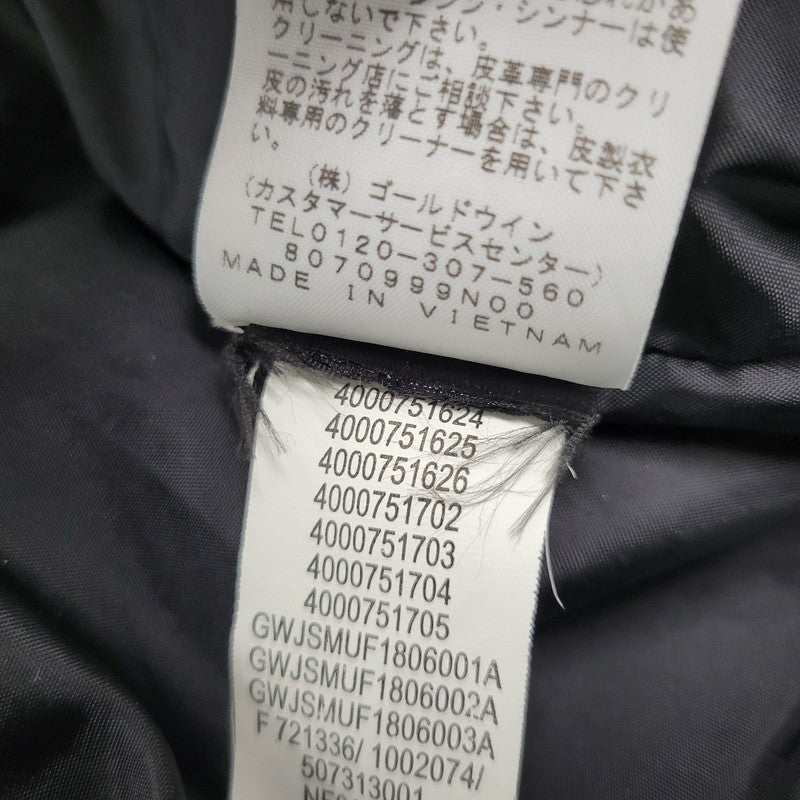 用しないで下さい。
クリーニングは、皮革専門のクリ
ーニング店にご相談下さい。
皮の汚れを落とす場合は、皮製衣
料専用のクリーナーを用いて下さ
い。
(株) ゴールドウイン
(カスタマーサービスセンター)
TEL0120-307-560
8070999N00
MADE IN VIETNAM
4000751624
4000751625
4000751626
4000751702
4000751703
4000751704
4000751705
GWJSMUF1806001A
GWJSMUF1806002A
GWJSMUF1806003A
F 721336/ 1002074/
507313001